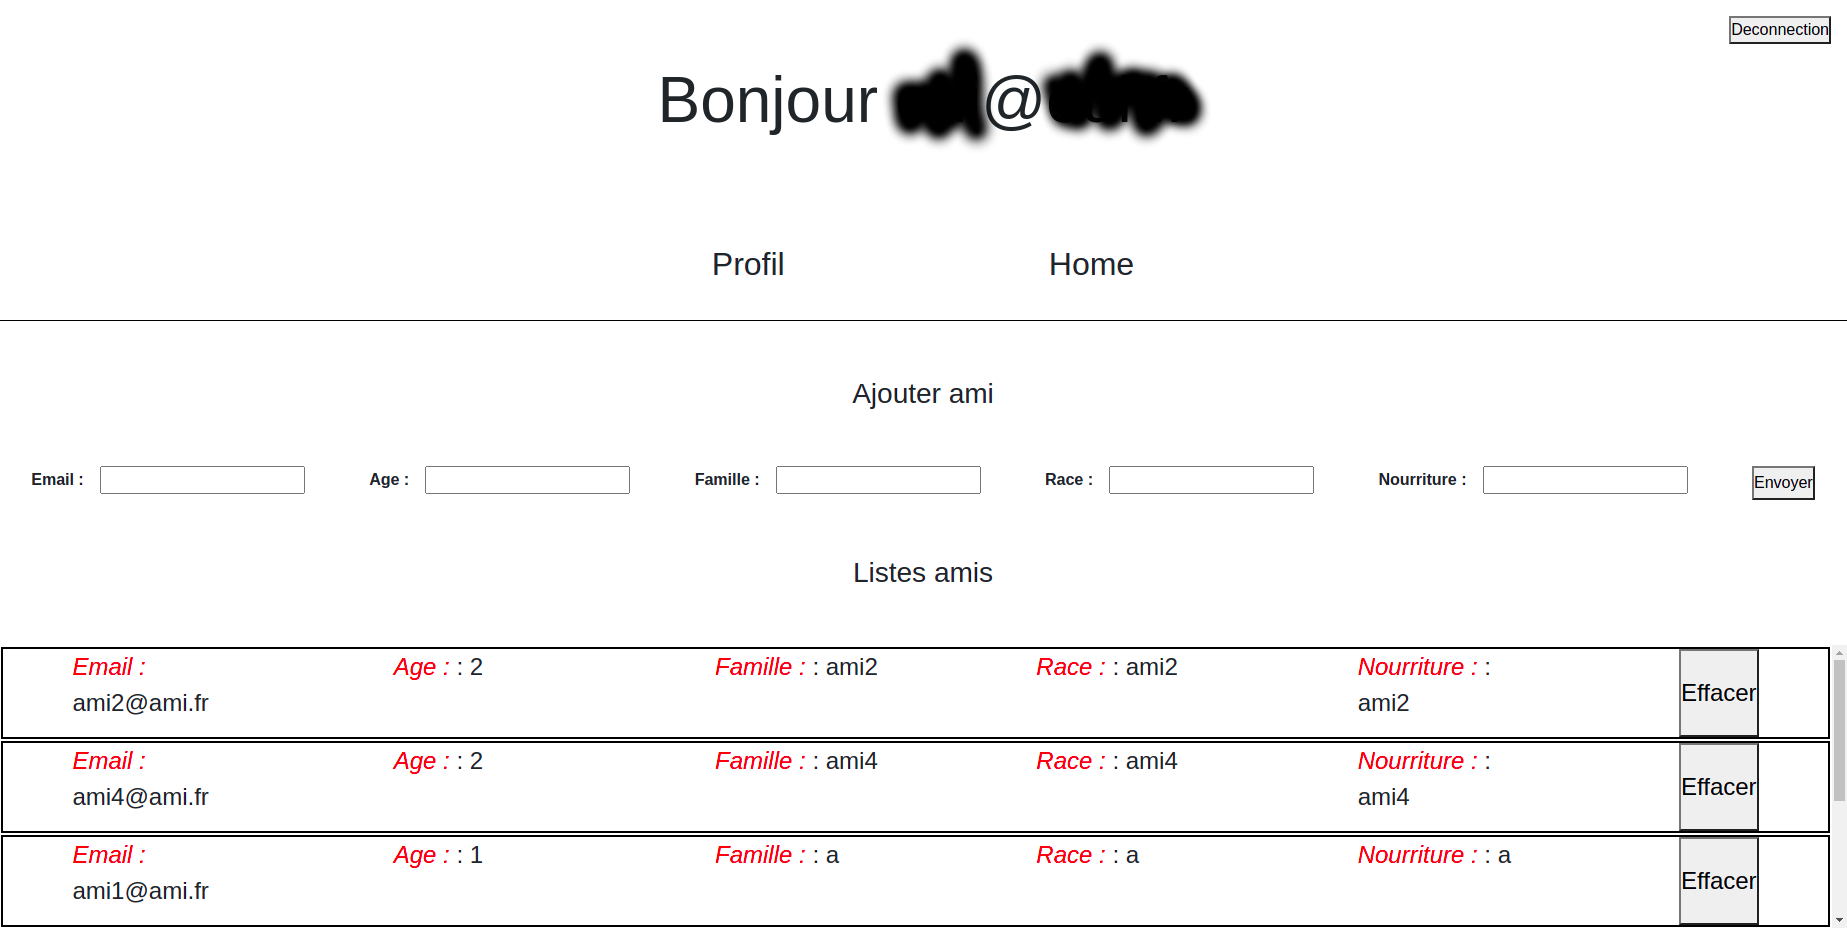 Deconnection
Bonjour @
Profil Home
Ajouter ami
Email : Age : Famille : Race : Nourriture : Envoyer
Listes amis
Email : Age : : 2 Famille : : ami2 Race : : ami2 Nourriture : : Effacer
ami2@ami.fr ami2
Email : Age : : 2 Famille : : ami4 Race : : ami4 Nourriture : : Effacer
ami4@ami.fr ami4
Email : Age : : 1 Famille : : a Race : : a Nourriture : : a Effacer
ami1@ami.fr